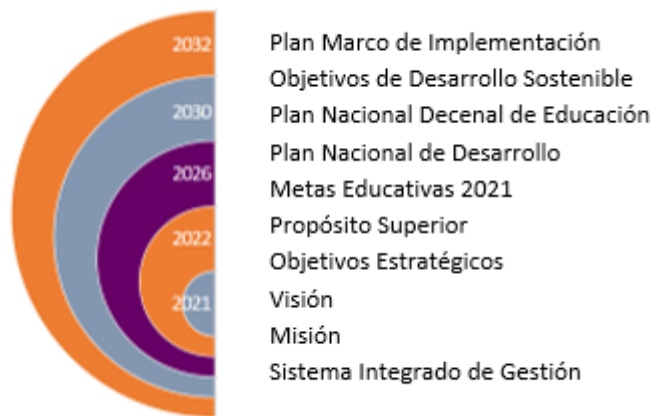 2032
Plan Marco de Implementación
Objetivos de Desarrollo Sostenible
2030
Plan Nacional Decenal de Educación
Plan Nacional de Desarrollo
2026
Metas Educativas 2021
Propósito Superior
2022
Objetivos Estratégicos
2021
Visión
Misión
Sistema Integrado de Gestión